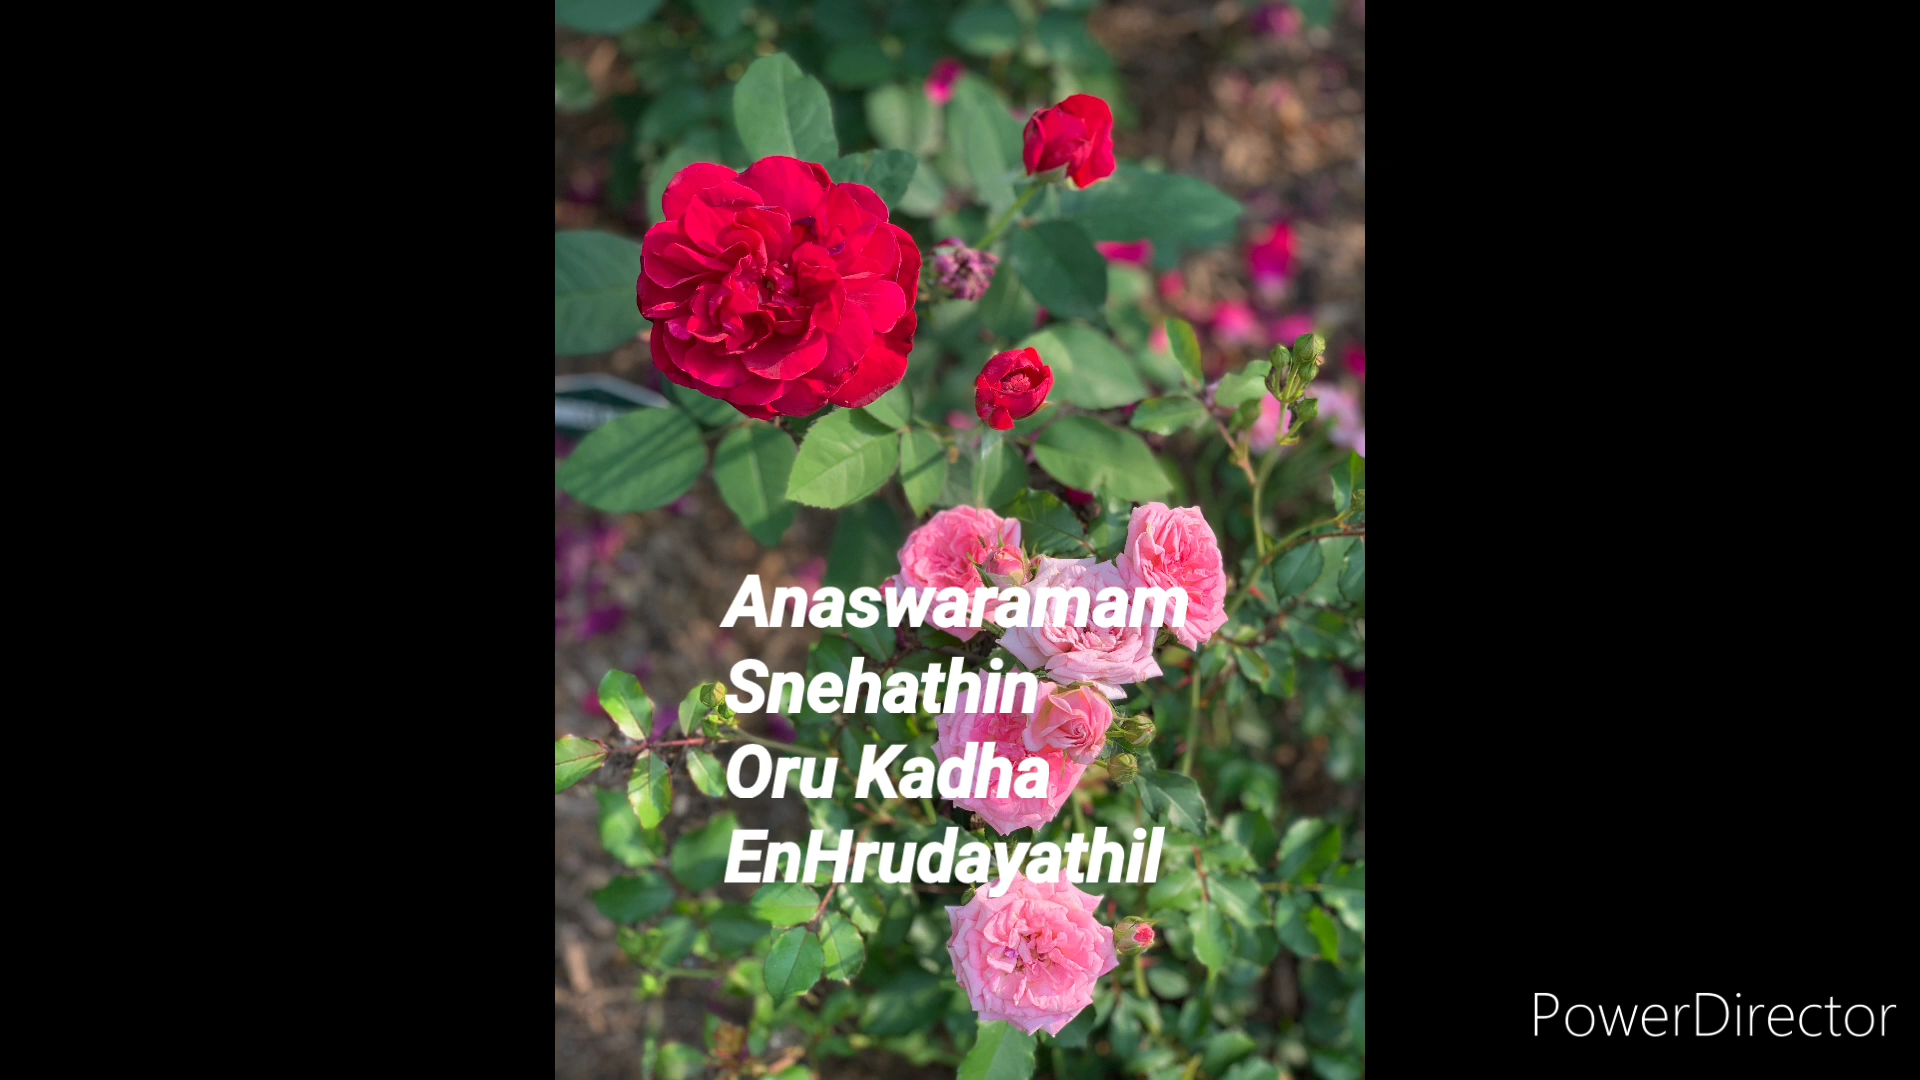 Anaswaramam
Snehathin
Oru Kadha
EnHrudayathil
PowerDirector